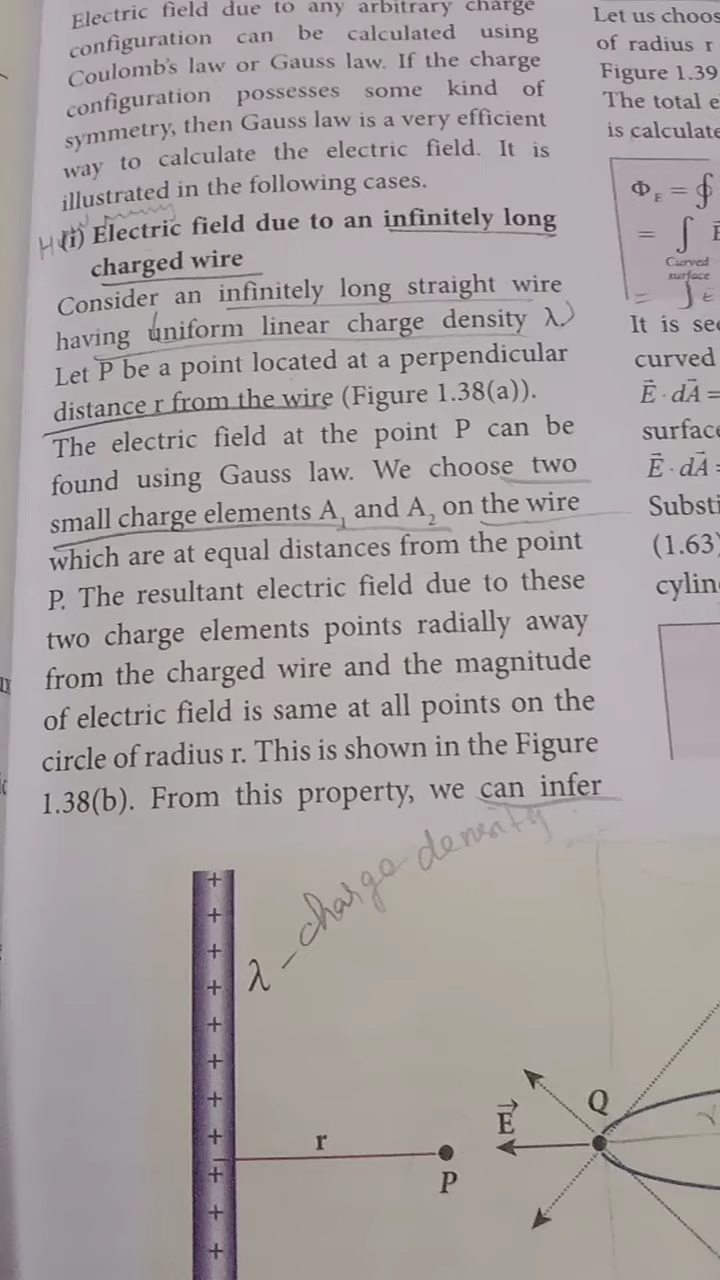 Electric field due to any arbitrary charge
configuration can be calculated using
Coulomb's law or Gauss law. If the charge
configuration possesses some kind of
symmetry, then Gauss law is a very efficient
way to calculate the electric field. It is
illustrated in the following cases.
(i) Electric field due to an infinitely long
charged wire
Consider an infinitely long straight wire
having uniform linear charge density λ
Let P be a point located at a perpendicular
distance r from the wire (Figure 1.38(a)).
The electric field at the point P can be
found using Gauss law. We choose two
small charge elements A₁ and A₂ on the wire
which are at equal distances from the point
P. The resultant electric field due to these
two charge elements points radially away
from the charged wire and the magnitude
of electric field is same at all points on the
circle of radius r. This is shown in the Figure
1.38(b). From this property, we can infer
λ – charge density
+
+
+
+
+
+
+
+
+
+
+
r
P
E⃗
Q
Let us choos
of radius r
Figure 1.39
The total e
is calculate
Φ_E = ∮
= ∫
Curved
surface
It is see
curved
E⃗ · dA⃗ =
surface
E⃗ · dA⃗ =
Substi
(1.63)
cylin